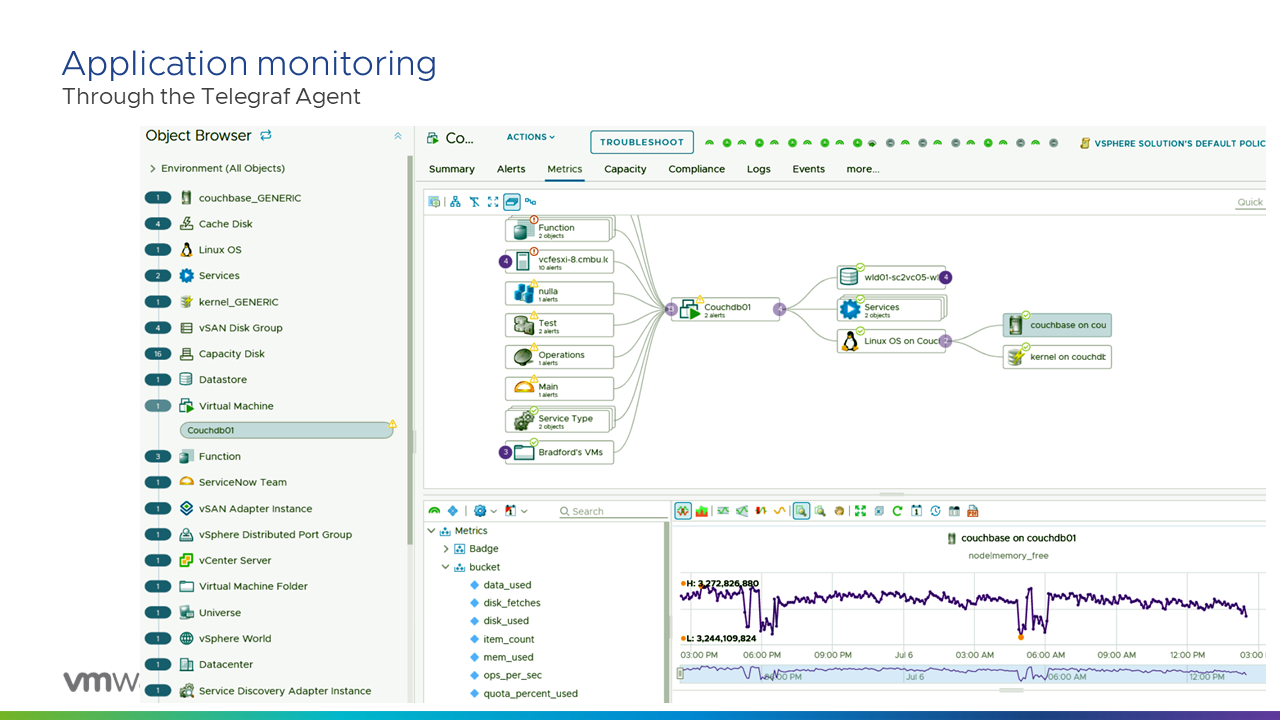 Application monitoring
Through the Telegraf Agent
Object Browser
Environment (All Objects)
1 couchbase_GENERIC
4 Cache Disk
1 Linux OS
2 Services
1 kernel_GENERIC
4 vSAN Disk Group
16 Capacity Disk
1 Datastore
1 Virtual Machine
Couchdb01
3 Function
1 ServiceNow Team
1 vSAN Adapter Instance
1 vSphere Distributed Port Group
1 vCenter Server
1 Virtual Machine Folder
1 Universe
1 vSphere World
1 Datacenter
1 Service Discovery Adapter Instance
vmw
Co...
ACTIONS
TROUBLESHOOT
VSPHERE SOLUTION'S DEFAULT POLIC
Summary Alerts Metrics Capacity Compliance Logs Events more...
Quick
Function
2 objects
4 vcfesxi-8.cmbu.lc
10 alerts
nulla
1 alerts
Test
2 alerts
Operations
1 alerts
Main
1 alerts
Service Type
2 objects
3 Bradford's VMs
Couchdb01
2 alerts
wld01-sc2vc05-w 4
Services
2 objects
Linux OS on Couc
couchbase on cou
kernel on couchdb
Search
Metrics
Badge
bucket
data_used
disk_fetches
disk_used
item_count
mem_used
ops_per_sec
quota_percent_used
couchbase on couchdb01
node|memory_free
H: 3,272,826,880
L: 3,244,109,824
03:00 PM 06:00 PM 09:00 PM Jul 6 03:00 AM 06:00 AM 09:00 AM 12:00 PM 03:00
06:00 PM Jul 6 06:00 AM 12:00 PM